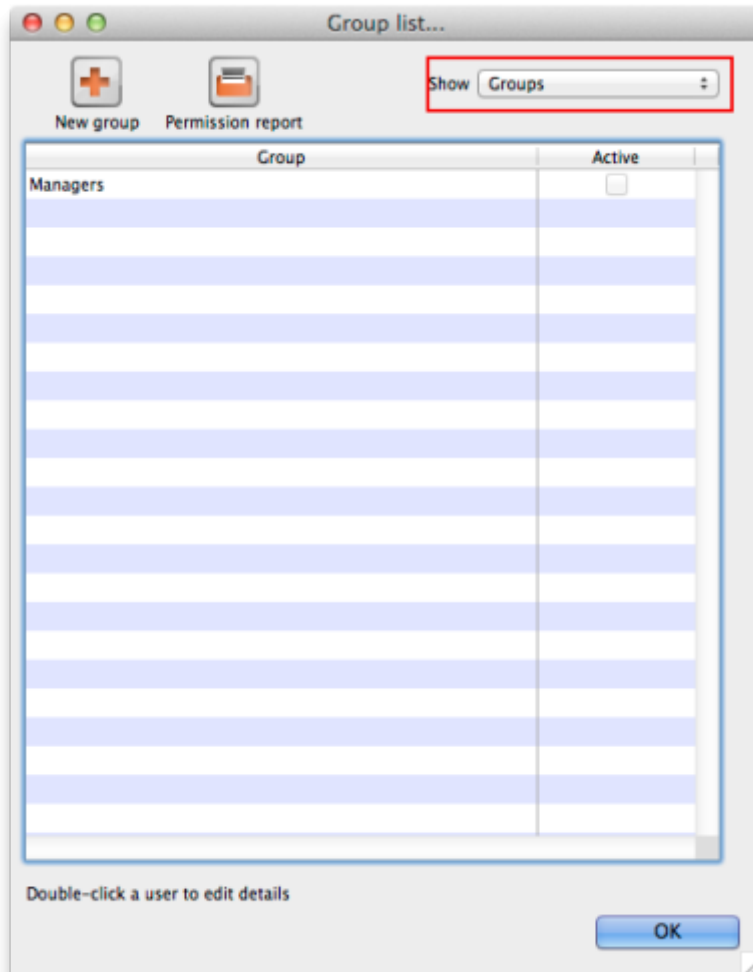 Group list...
Show Groups
New group Permission report
Group Active
Managers
Double-click a user to edit details
OK